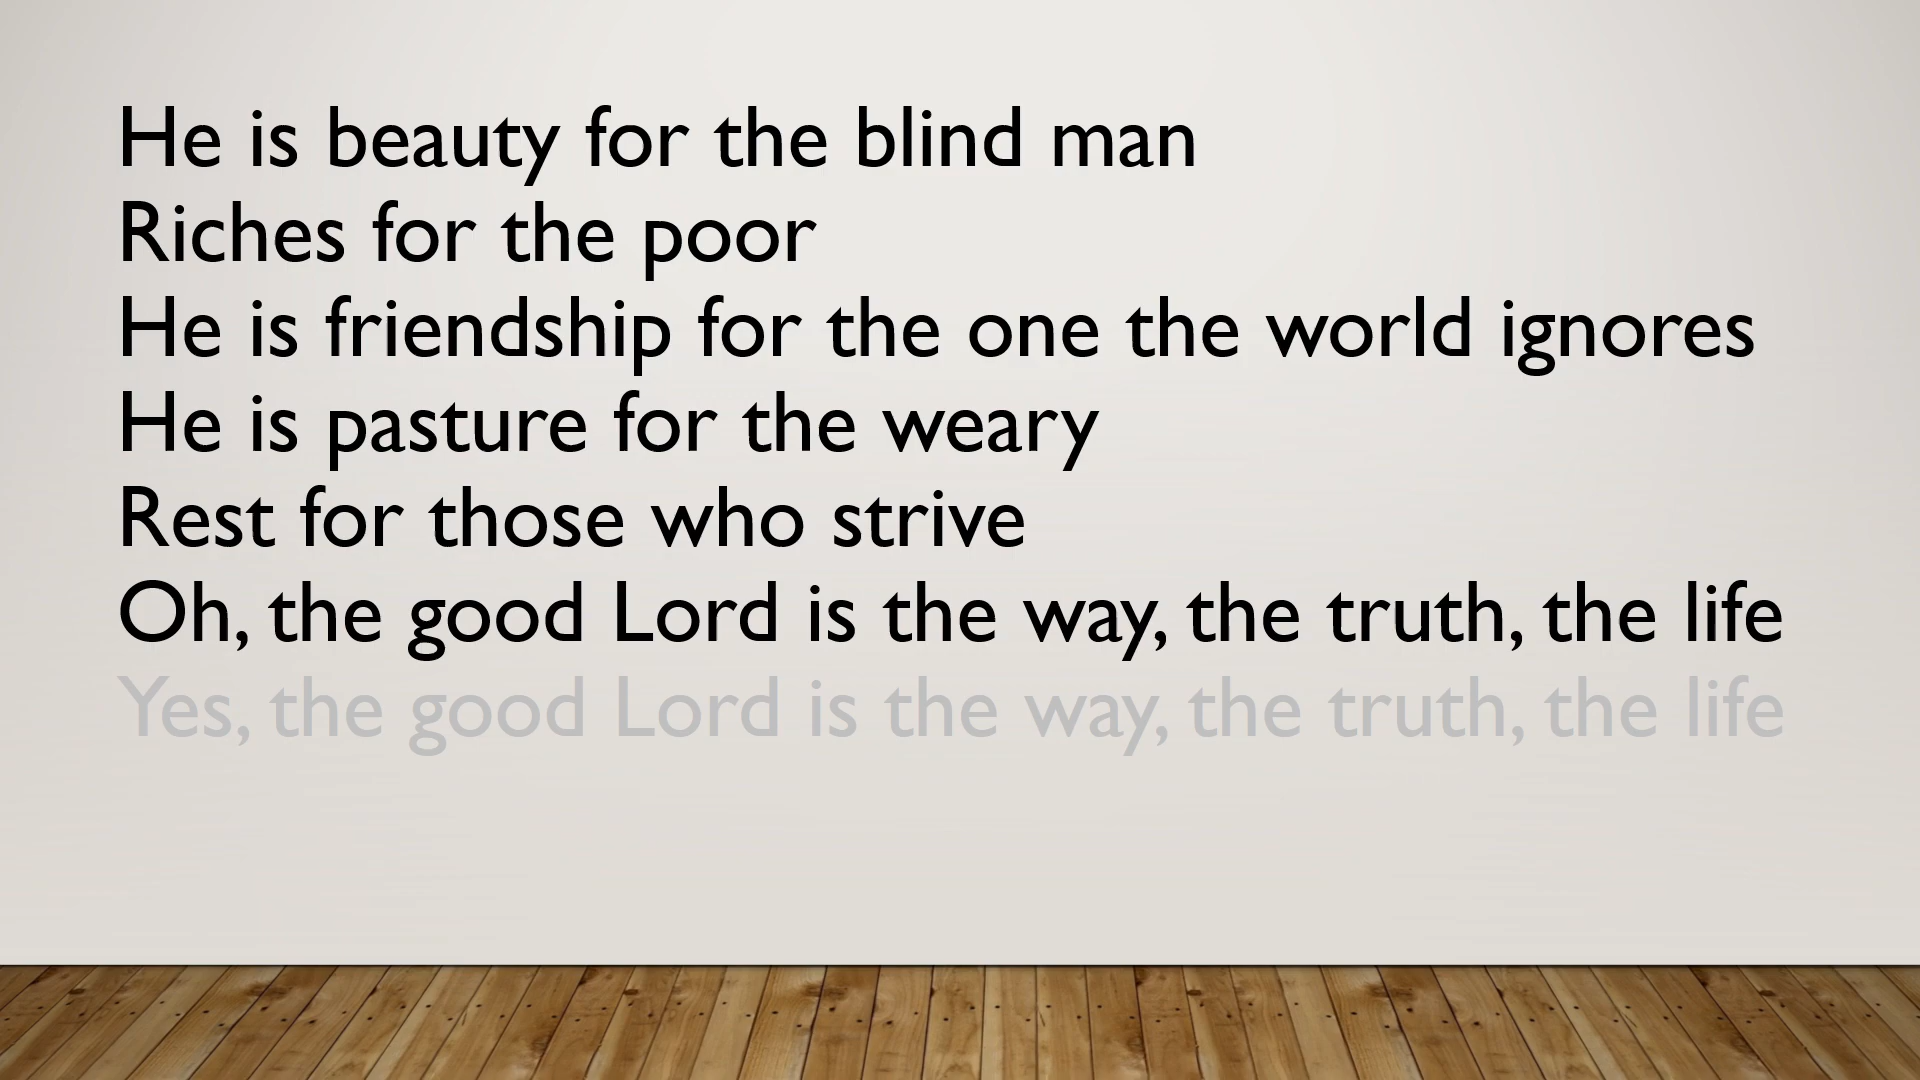 He is beauty for the blind man
Riches for the poor
He is friendship for the one the world ignores
He is pasture for the weary
Rest for those who strive
Oh, the good Lord is the way, the truth, the life
Yes, the good Lord is the way, the truth, the life